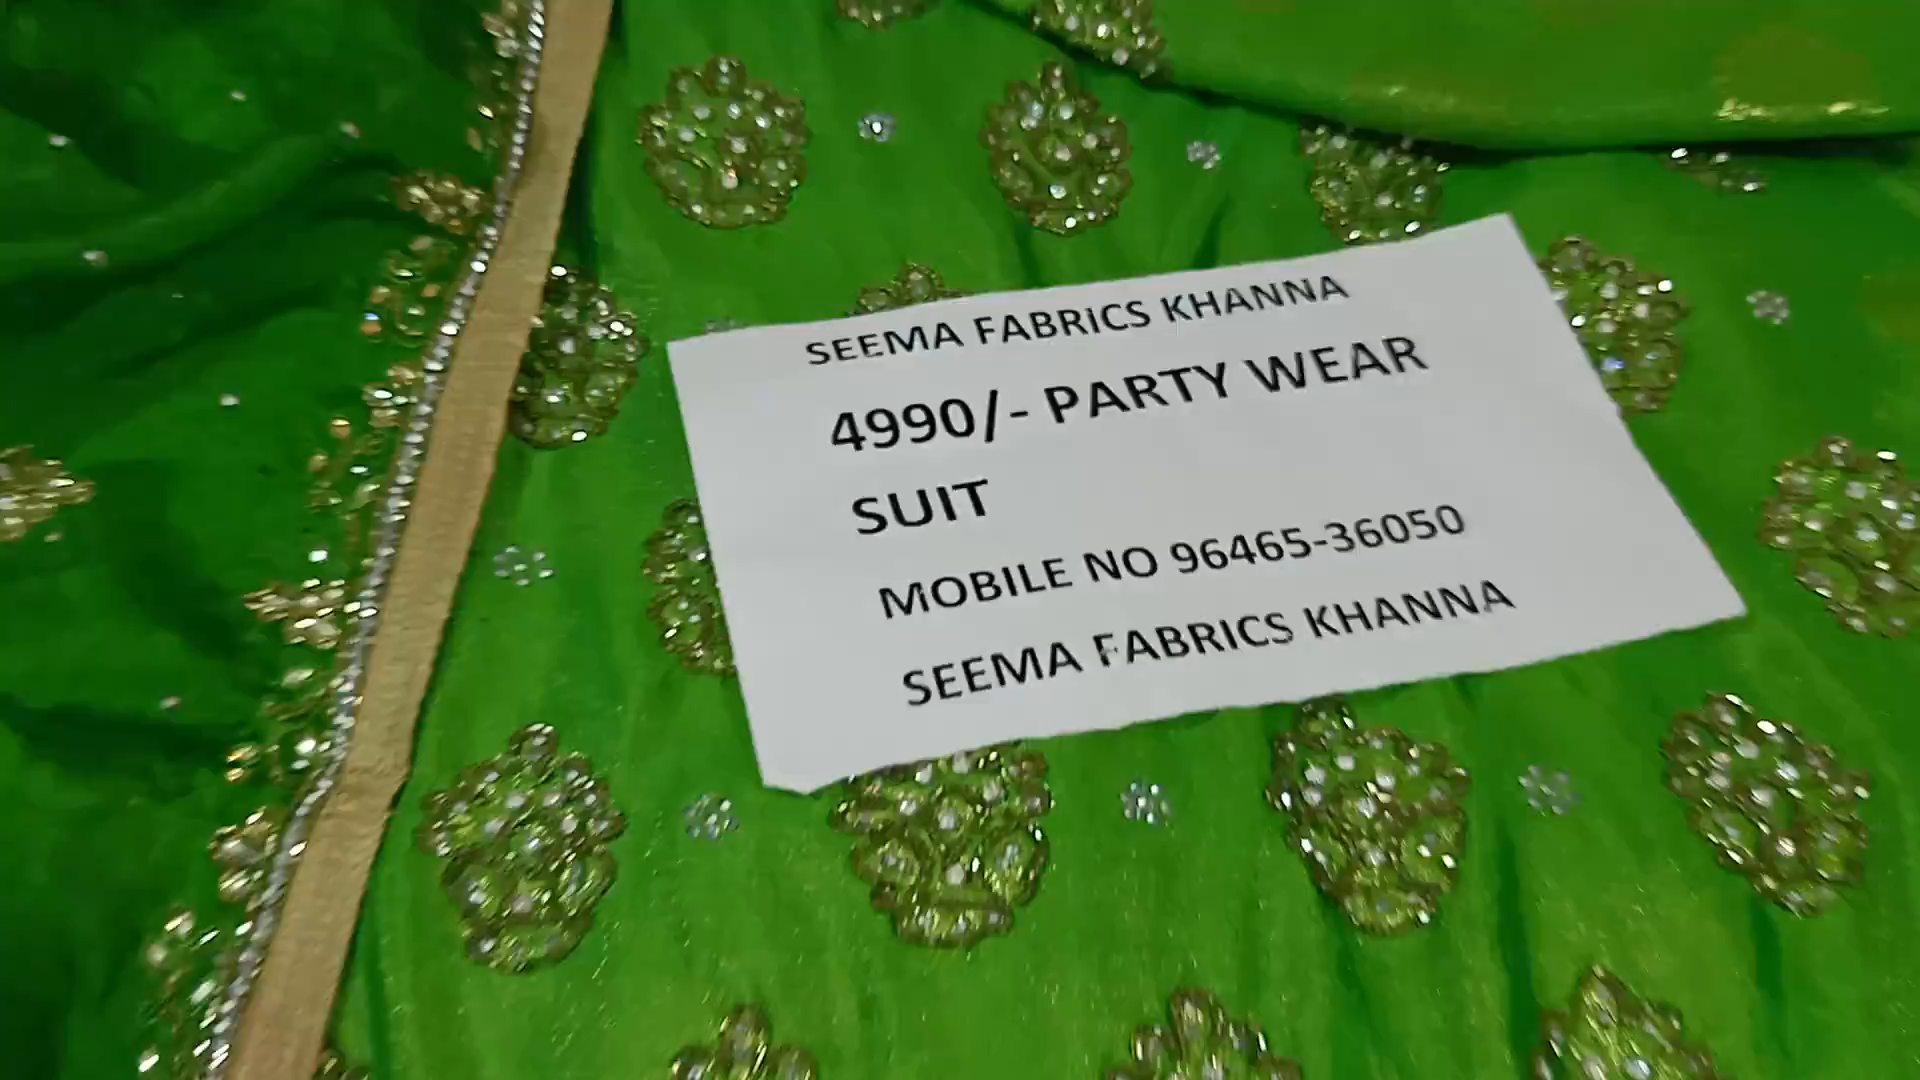 SEEMA FABRICS KHANNA
4990/- PARTY WEAR
SUIT
MOBILE NO 96465-36050
SEEMA FABRICS KHANNA